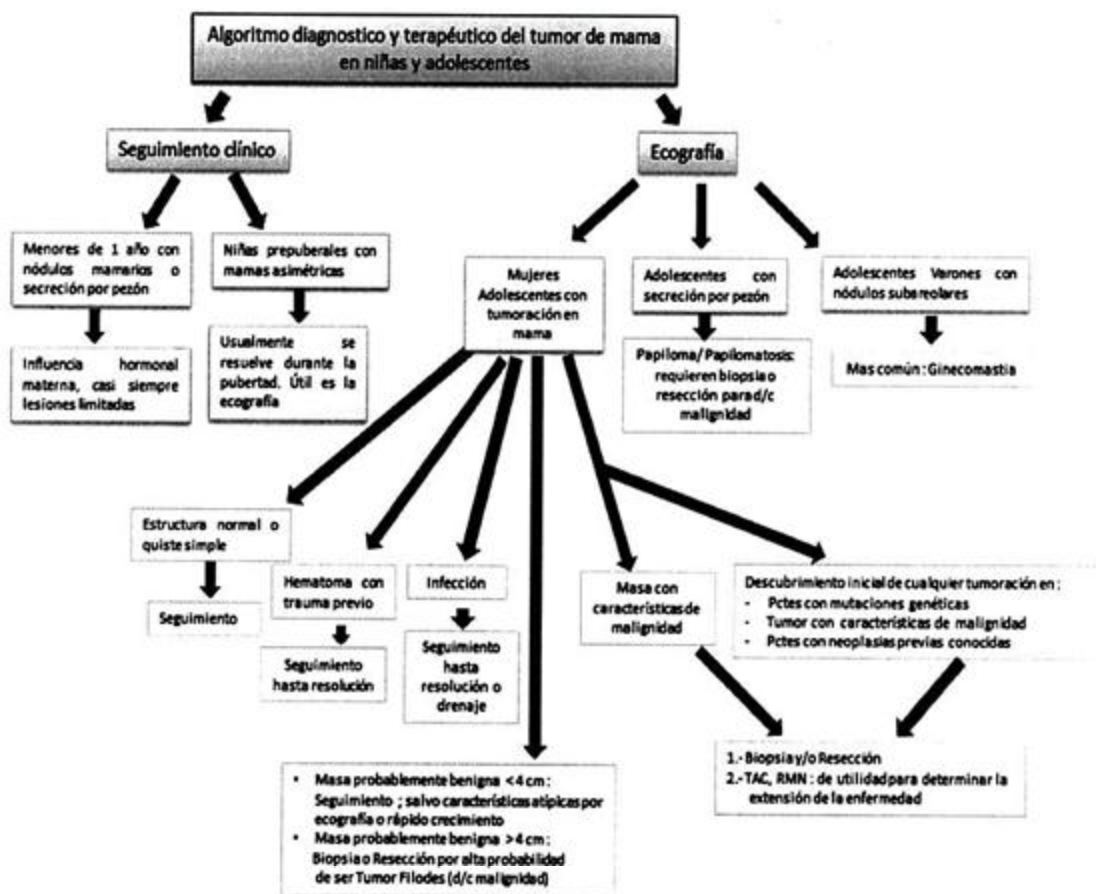 Algoritmo diagnostico y terapéutico del tumor de mama
en niñas y adolescentes
Seguimiento clínico
Ecografía
Menores de 1 año con
nódulos mamarios o
secreción por pezón
Niñas prepuberales con
mamas asimétricas
Mujeres
Adolescentes con
tumoración en
mama
Adolescentes con
secreción por pezón
Adolescentes Varones con
nódulos subareolares
Influencia hormonal
materna, casi siempre
lesiones limitadas
Usualmente se
resuelve durante la
pubertad. Útil es la
ecografía
Papiloma/ Papilomatosis:
requieren biopsia o
resección para d/c
malignidad
Mas común : Ginecomastia
Estructura normal o
quiste simple
Seguimiento
Hematoma con
trauma previo
Seguimiento
hasta resolución
Infección
Seguimiento
hasta
resolución o
drenaje
Masa con
características de
malignidad
Descubrimiento inicial de cualquier tumoración en :
- Pctes con mutaciones genéticas
- Tumor con características de malignidad
- Pctes con neoplasias previas conocidas
• Masa probablemente benigna <4 cm :
Seguimiento ; salvo características atípicas por
ecografía o rápido crecimiento
• Masa probablemente benigna >4 cm :
Biopsia o Resección por alta probabilidad
de ser Tumor Filodes (d/c malignidad)
1.- Biopsia y/o Resección
2.- TAC, RMN : de utilidad para determinar la
extensión de la enfermedad